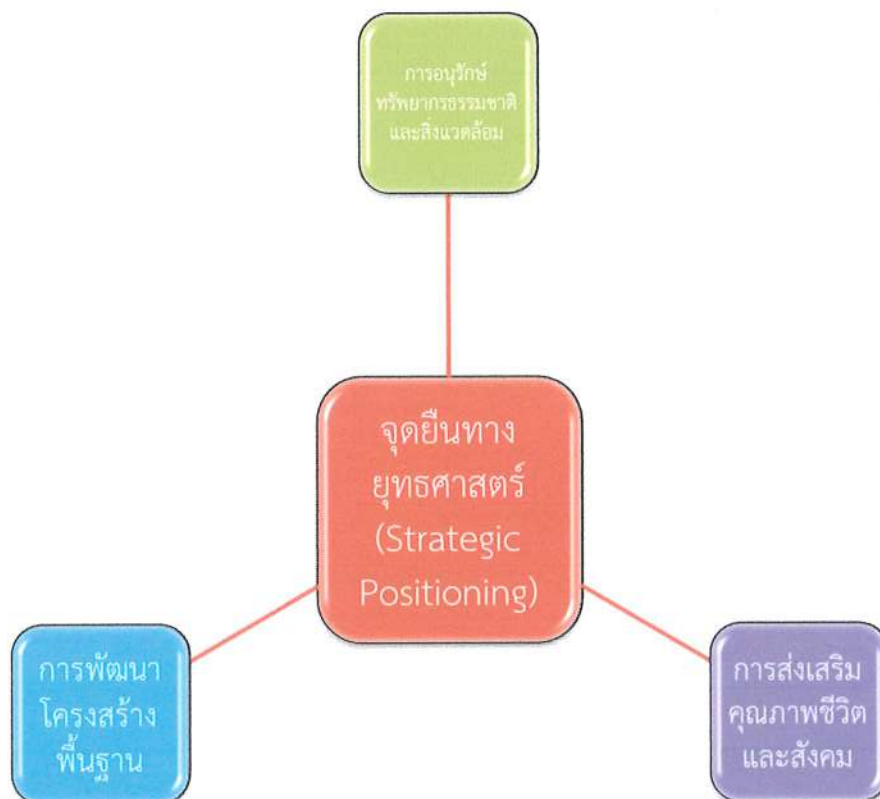 การอนุรักษ์
ทรัพยากรธรรมชาติ
และสิ่งแวดล้อม
จุดยืนทาง
ยุทธศาสตร์
(Strategic
Positioning)
การพัฒนา
โครงสร้าง
พื้นฐาน
การส่งเสริม
คุณภาพชีวิต
และสังคม